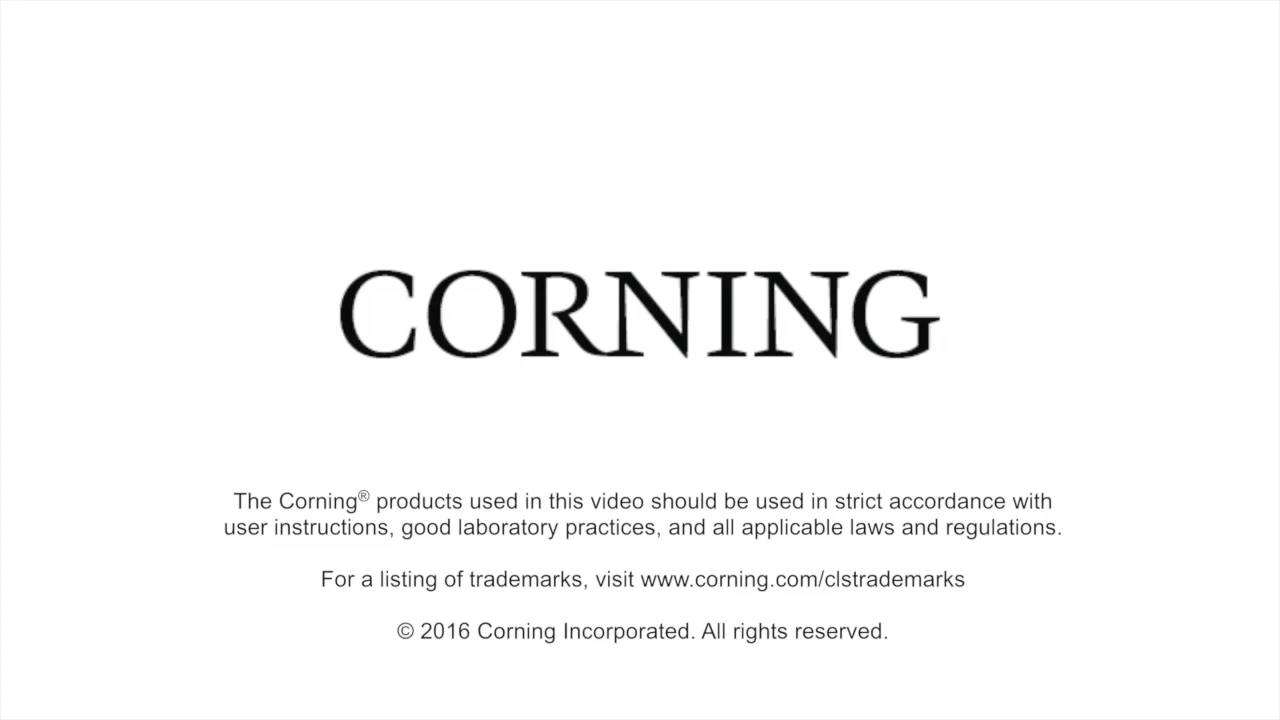 CORNING
The Corning® products used in this video should be used in strict accordance with
user instructions, good laboratory practices, and all applicable laws and regulations.
For a listing of trademarks, visit www.corning.com/clstrademarks
© 2016 Corning Incorporated. All rights reserved.